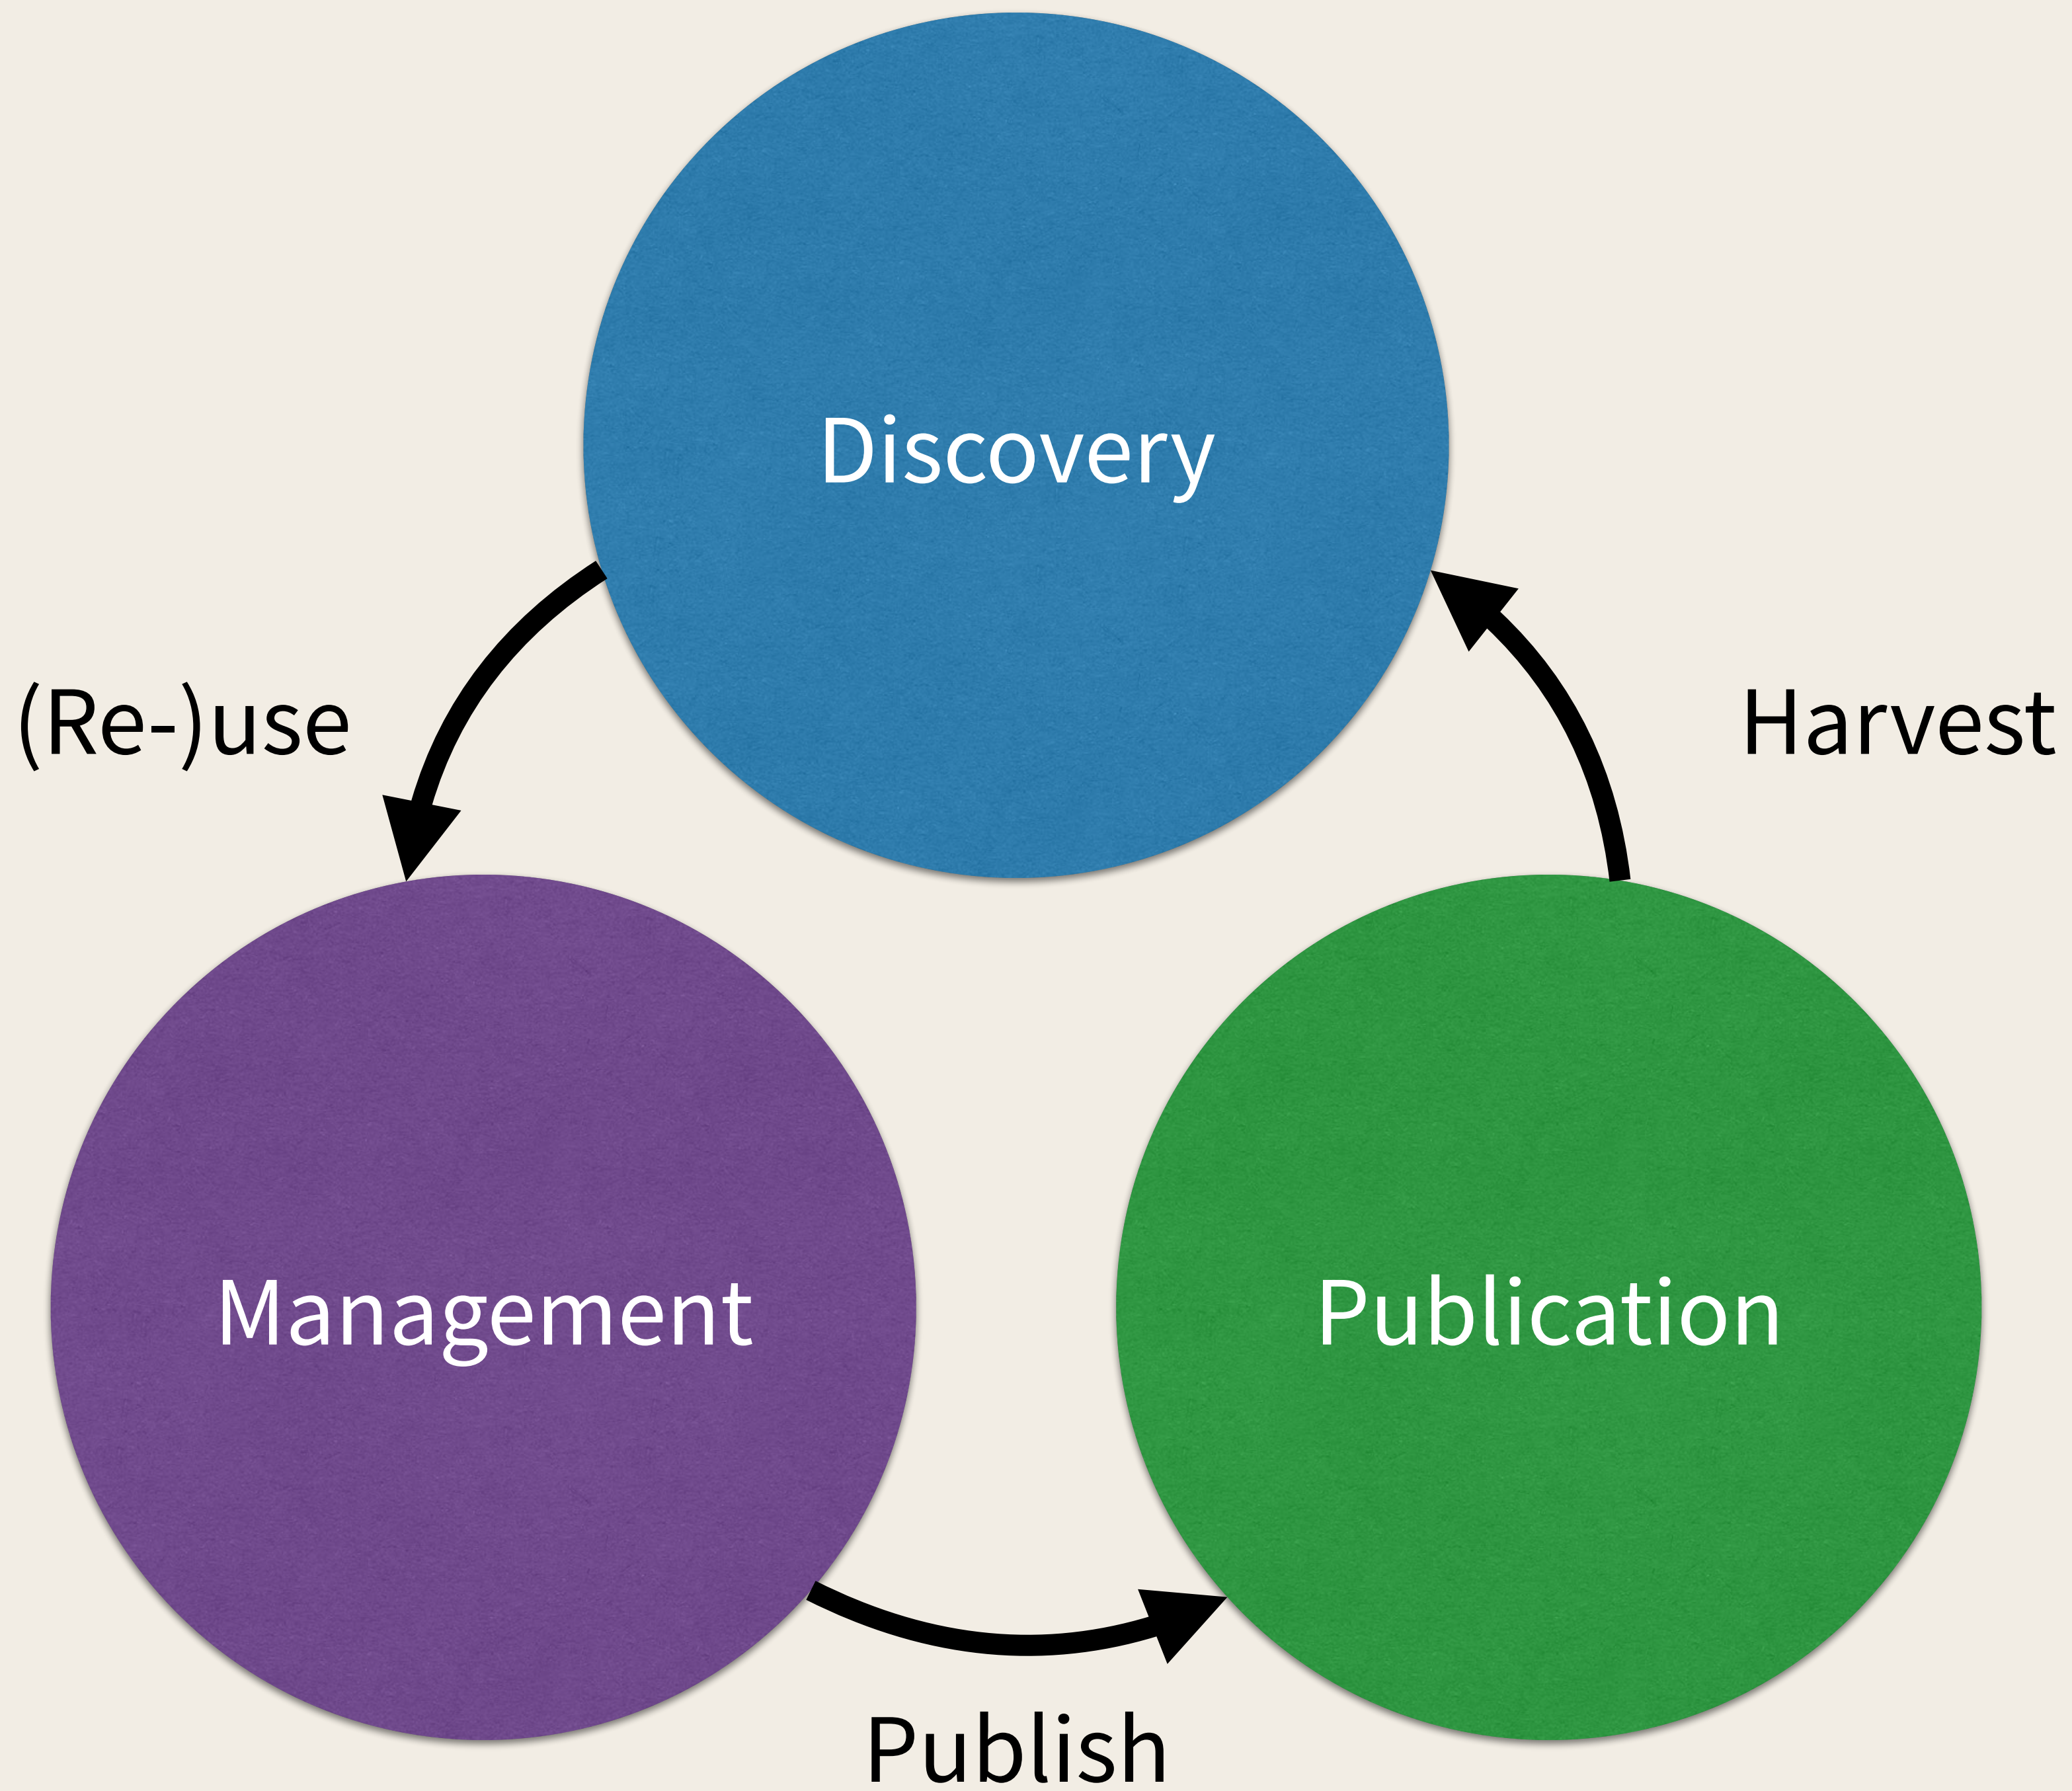 Discovery
(Re-)use
Harvest
Management
Publication
Publish